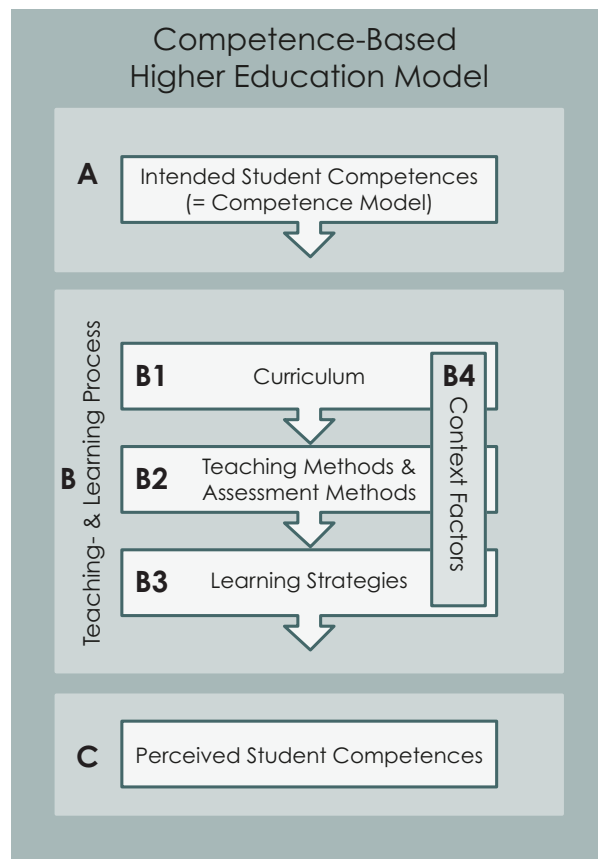 Competence-Based
Higher Education Model
A
Intended Student Competences
(= Competence Model)
B
Teaching- & Learning Process
B1
Curriculum
B2
Teaching Methods &
Assessment Methods
B3
Learning Strategies
B4
Context Factors
C
Perceived Student Competences